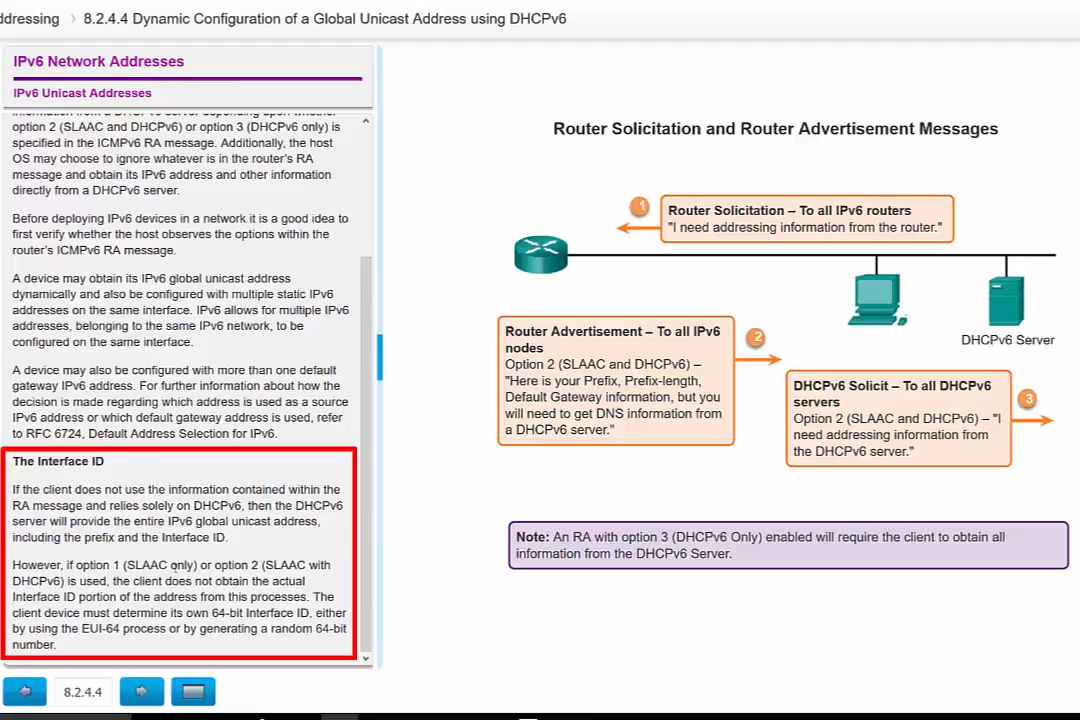 ddressing > 8.2.4.4 Dynamic Configuration of a Global Unicast Address using DHCPv6
IPv6 Network Addresses
IPv6 Unicast Addresses
option 2 (SLAAC and DHCPv6) or option 3 (DHCPv6 only) is
specified in the ICMPv6 RA message. Additionally, the host
OS may choose to ignore whatever is in the router's RA
message and obtain its IPv6 address and other information
directly from a DHCPv6 server.
Before deploying IPv6 devices in a network it is a good idea to
first verify whether the host observes the options within the
router's ICMPv6 RA message.
A device may obtain its IPv6 global unicast address
dynamically and also be configured with multiple static IPv6
addresses on the same interface. IPv6 allows for multiple IPv6
addresses, belonging to the same IPv6 network, to be
configured on the same interface.
A device may also be configured with more than one default
gateway IPv6 address. For further information about how the
decision is made regarding which address is used as a source
IPv6 address or which default gateway address is used, refer
to RFC 6724, Default Address Selection for IPv6.
The Interface ID
If the client does not use the information contained within the
RA message and relies solely on DHCPv6, then the DHCPv6
server will provide the entire IPv6 global unicast address,
including the prefix and the Interface ID.
However, if option 1 (SLAAC only) or option 2 (SLAAC with
DHCPv6) is used, the client does not obtain the actual
Interface ID portion of the address from this processes. The
client device must determine its own 64-bit Interface ID, either
by using the EUI-64 process or by generating a random 64-bit
number.
8.2.4.4
Router Solicitation and Router Advertisement Messages
1
Router Solicitation – To all IPv6 routers
"I need addressing information from the router."
DHCPv6 Server
Router Advertisement – To all IPv6
nodes
Option 2 (SLAAC and DHCPv6) –
"Here is your Prefix, Prefix-length,
Default Gateway information, but you
will need to get DNS information from
a DHCPv6 server."
2
DHCPv6 Solicit – To all DHCPv6
servers
Option 2 (SLAAC and DHCPv6) – "I
need addressing information from
the DHCPv6 server."
3
Note: An RA with option 3 (DHCPv6 Only) enabled will require the client to obtain all
information from the DHCPv6 Server.